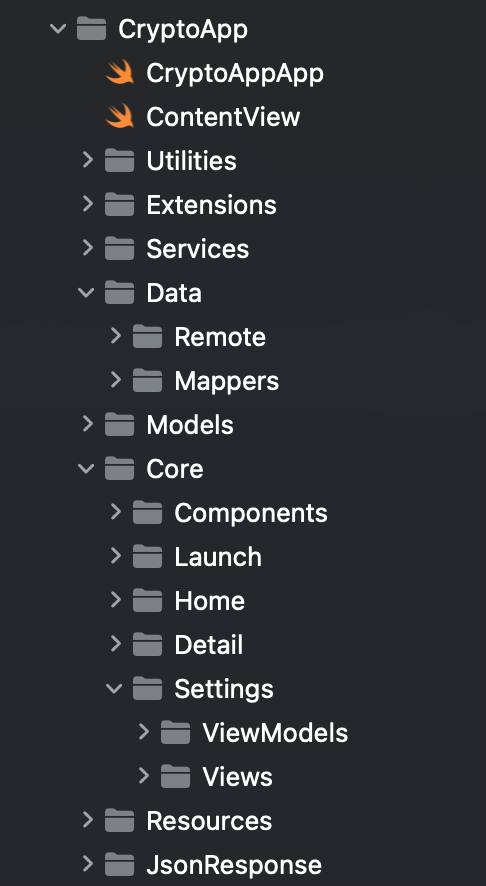 CryptoApp
CryptoAppApp
ContentView
Utilities
Extensions
Services
Data
Remote
Mappers
Models
Core
Components
Launch
Home
Detail
Settings
ViewModels
Views
Resources
JsonResponse